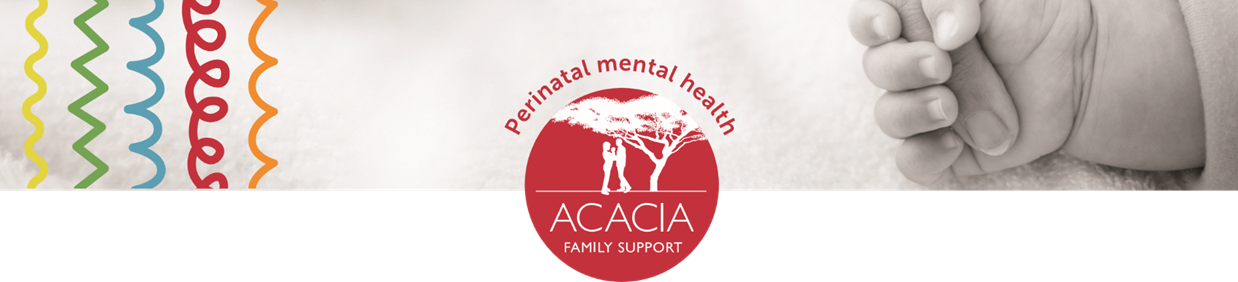 Perinatal mental health
ACACIA
FAMILY SUPPORT